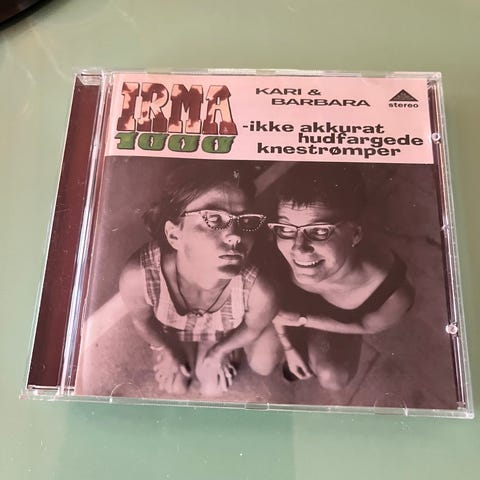 IRMA
1000
KARI &
BARBARA
stereo
-ikke akkurat
hudfargede
knestrømper